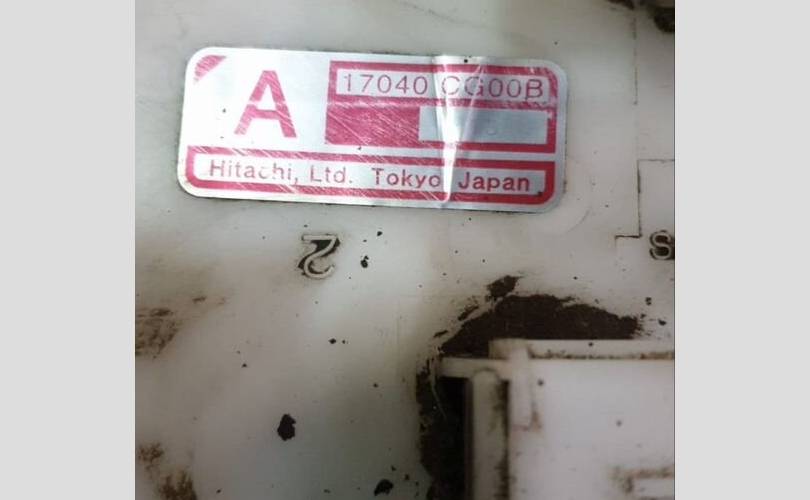 A
17040 CG00B
Hitachi, Ltd. Tokyo Japan
2
S